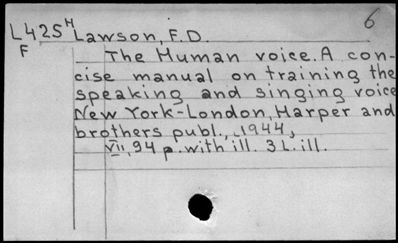 6
L425H Lawson, F.D.
F
The Human voice. A con-
cise manual on training the
speaking and singing voice
New York-London, Harper and
brothers publ., 1944,
VII, 94 p. with ill. 3 L. ill.